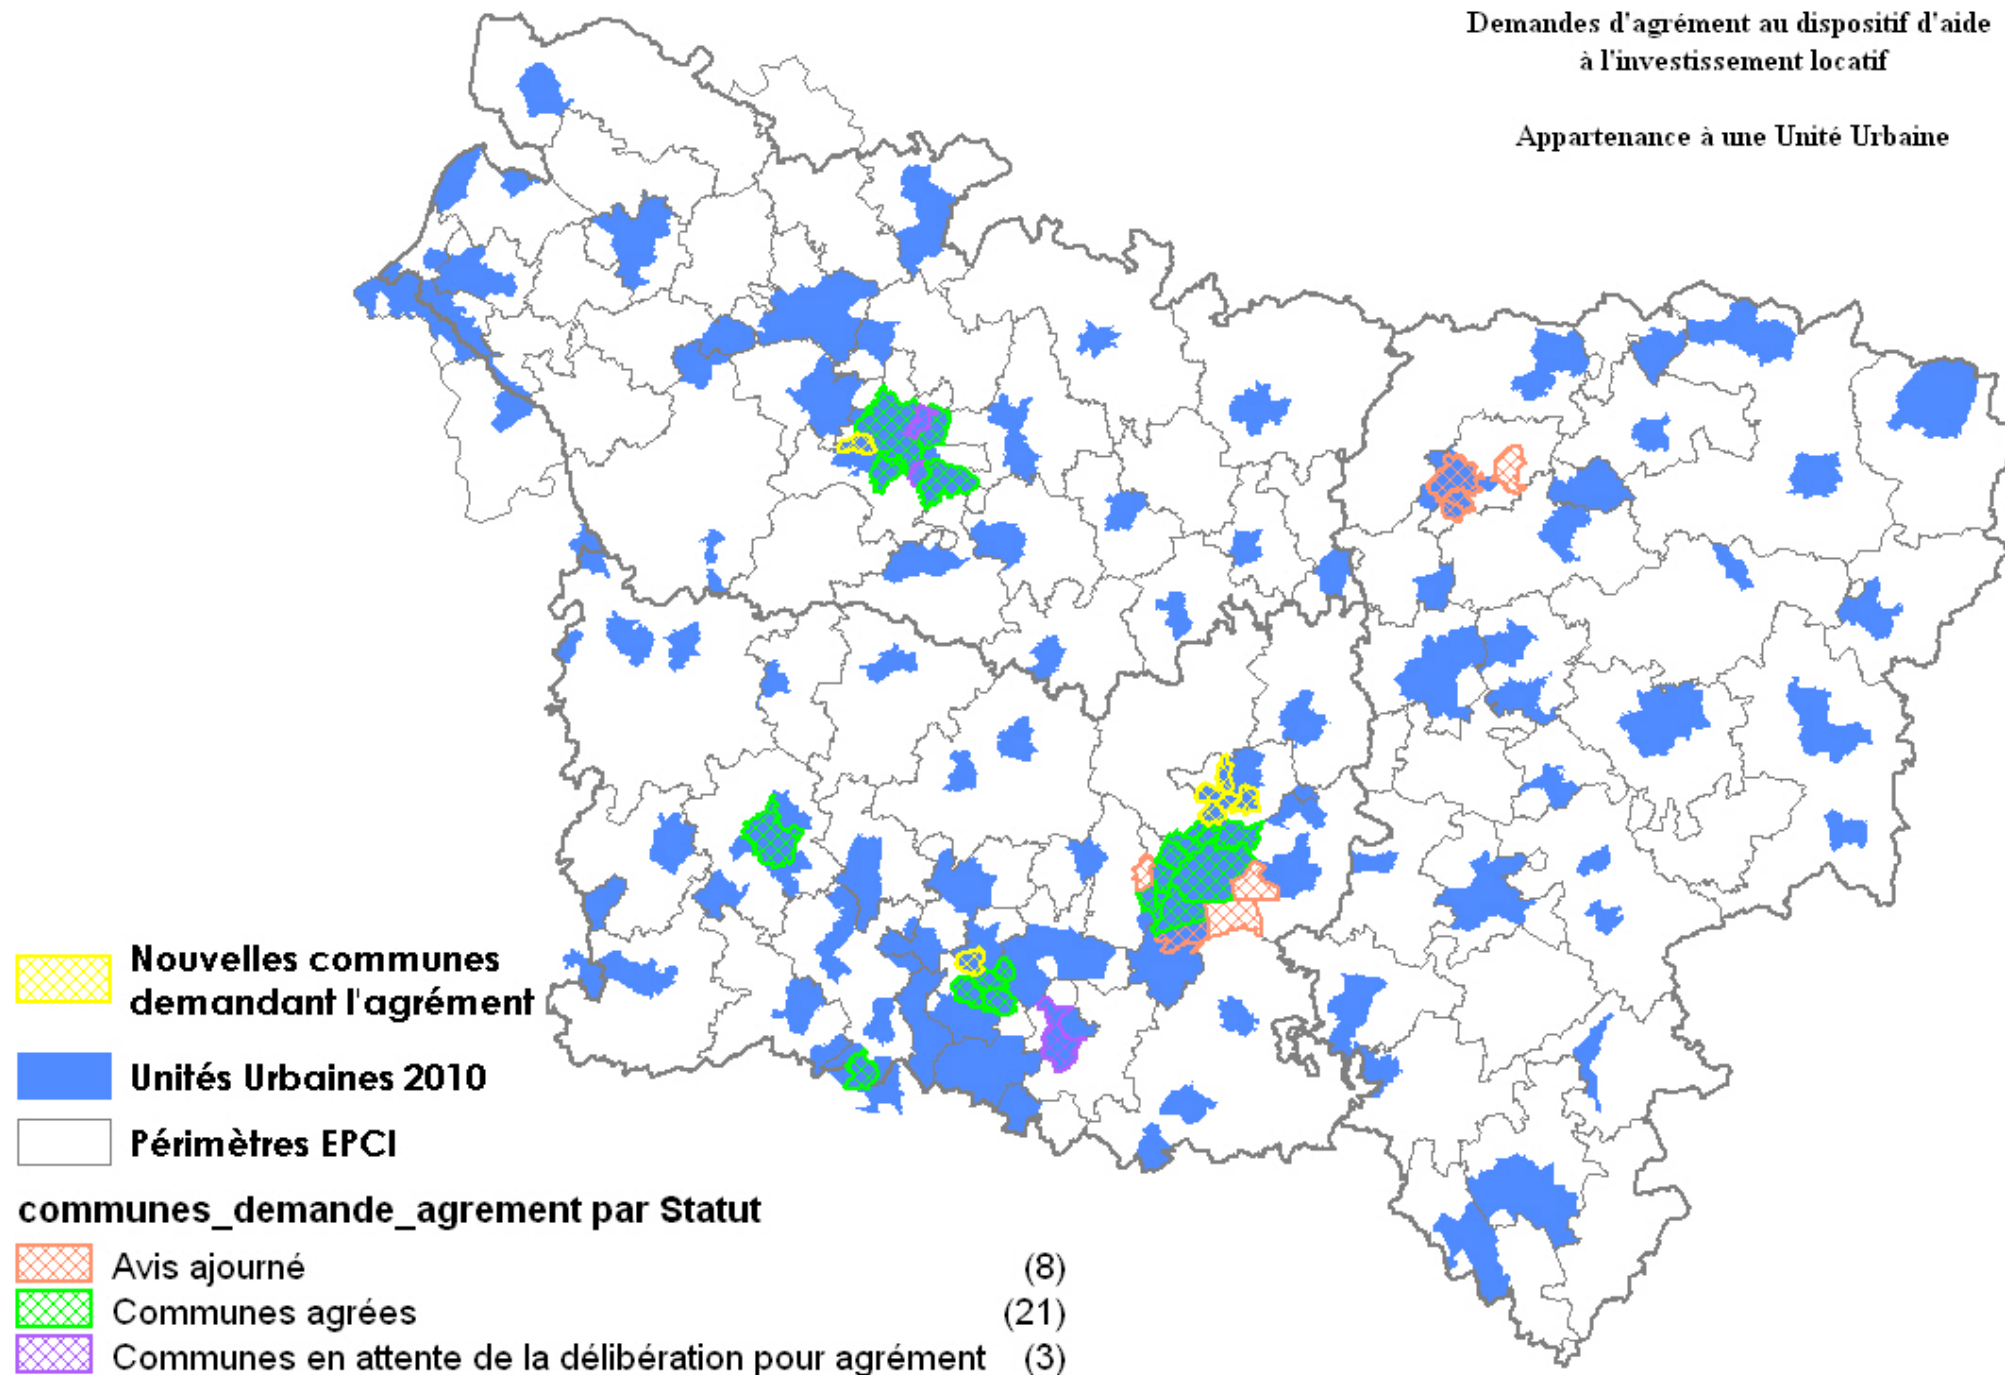 Demandes d'agrément au dispositif d'aide
à l'investissement locatif
Appartenance à une Unité Urbaine
Nouvelles communes
demandant l'agrément
Unités Urbaines 2010
Périmètres EPCI
communes_demande_agrement par Statut
Avis ajourné (8)
Communes agrées (21)
Communes en attente de la délibération pour agrément (3)